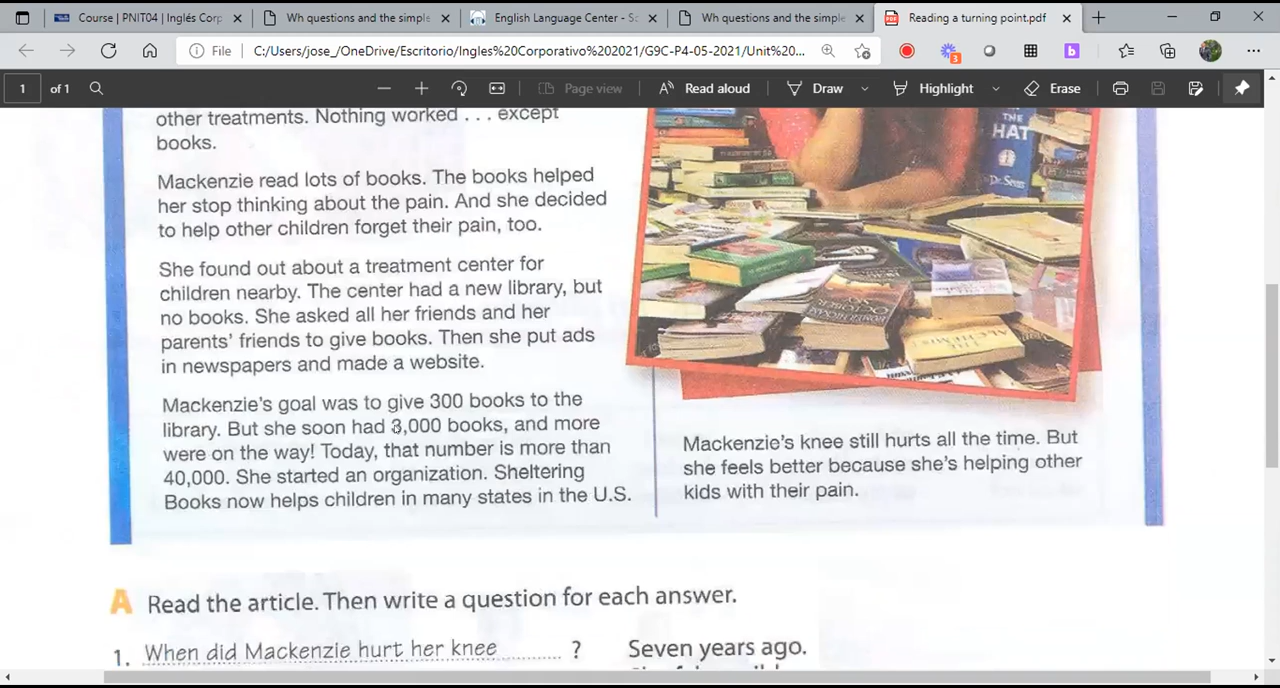 Course | PNIT04 | Inglés Corp
Wh questions and the simple
English Language Center - Sc
Wh questions and the simple
Reading a turning point.pdf
File
C:/Users/jose_/OneDrive/Escritorio/Ingles%20Corporativo%202021/G9C-P4-05-2021/Unit%20...
3
b
1 of 1
Page view
Read aloud
Draw
Highlight
Erase
other treatments. Nothing worked . . . except
books.
Mackenzie read lots of books. The books helped
her stop thinking about the pain. And she decided
to help other children forget their pain, too.
She found out about a treatment center for
children nearby. The center had a new library, but
no books. She asked all her friends and her
parents' friends to give books. Then she put ads
in newspapers and made a website.
Mackenzie's goal was to give 300 books to the
library. But she soon had 3,000 books, and more
were on the way! Today, that number is more than
40,000. She started an organization. Sheltering
Books now helps children in many states in the U.S.
THE
HAT
Dr. Seuss
THE
ALCHEMIST
Mackenzie's knee still hurts all the time. But
she feels better because she's helping other
kids with their pain.
A Read the article. Then write a question for each answer.
1. When did Mackenzie hurt her knee ? Seven years ago.